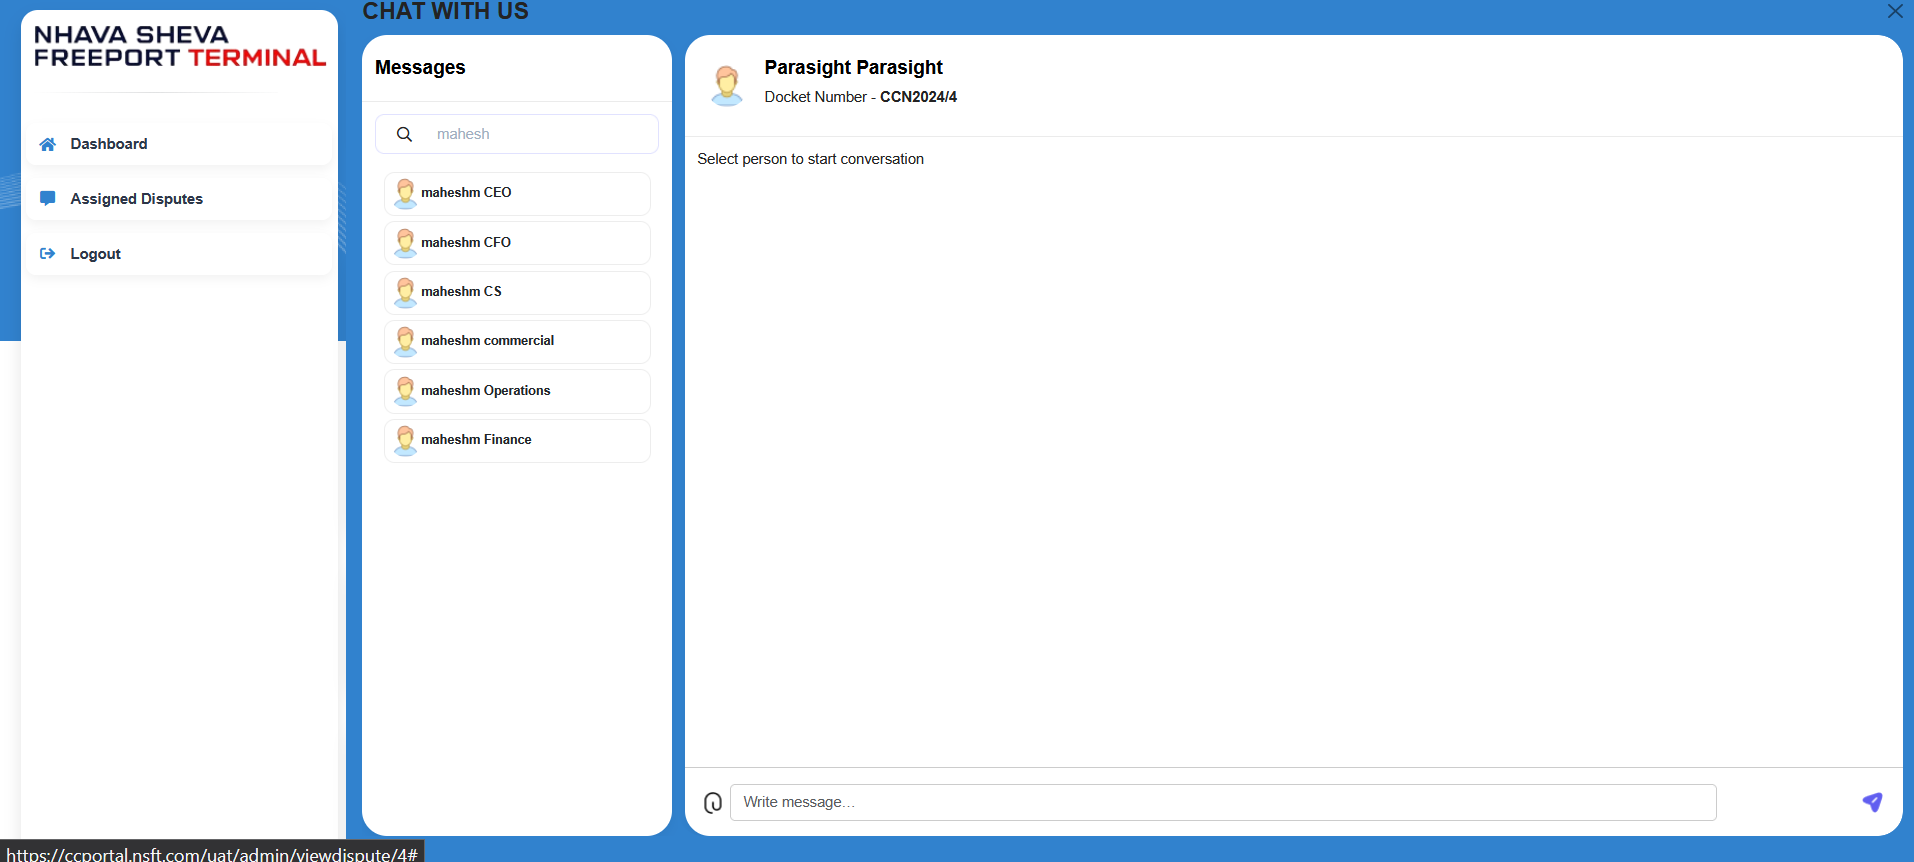 NHAVA SHEVA
FREEPORT TERMINAL
Dashboard
Assigned Disputes
Logout
CHAT WITH US
Messages
mahesh
maheshm CEO
maheshm CFO
maheshm CS
maheshm commercial
maheshm Operations
maheshm Finance
Parasight Parasight
Docket Number - CCN2024/4
Select person to start conversation
Write message…
https://ccportal.nsft.com/uat/admin/viewdispute/4#